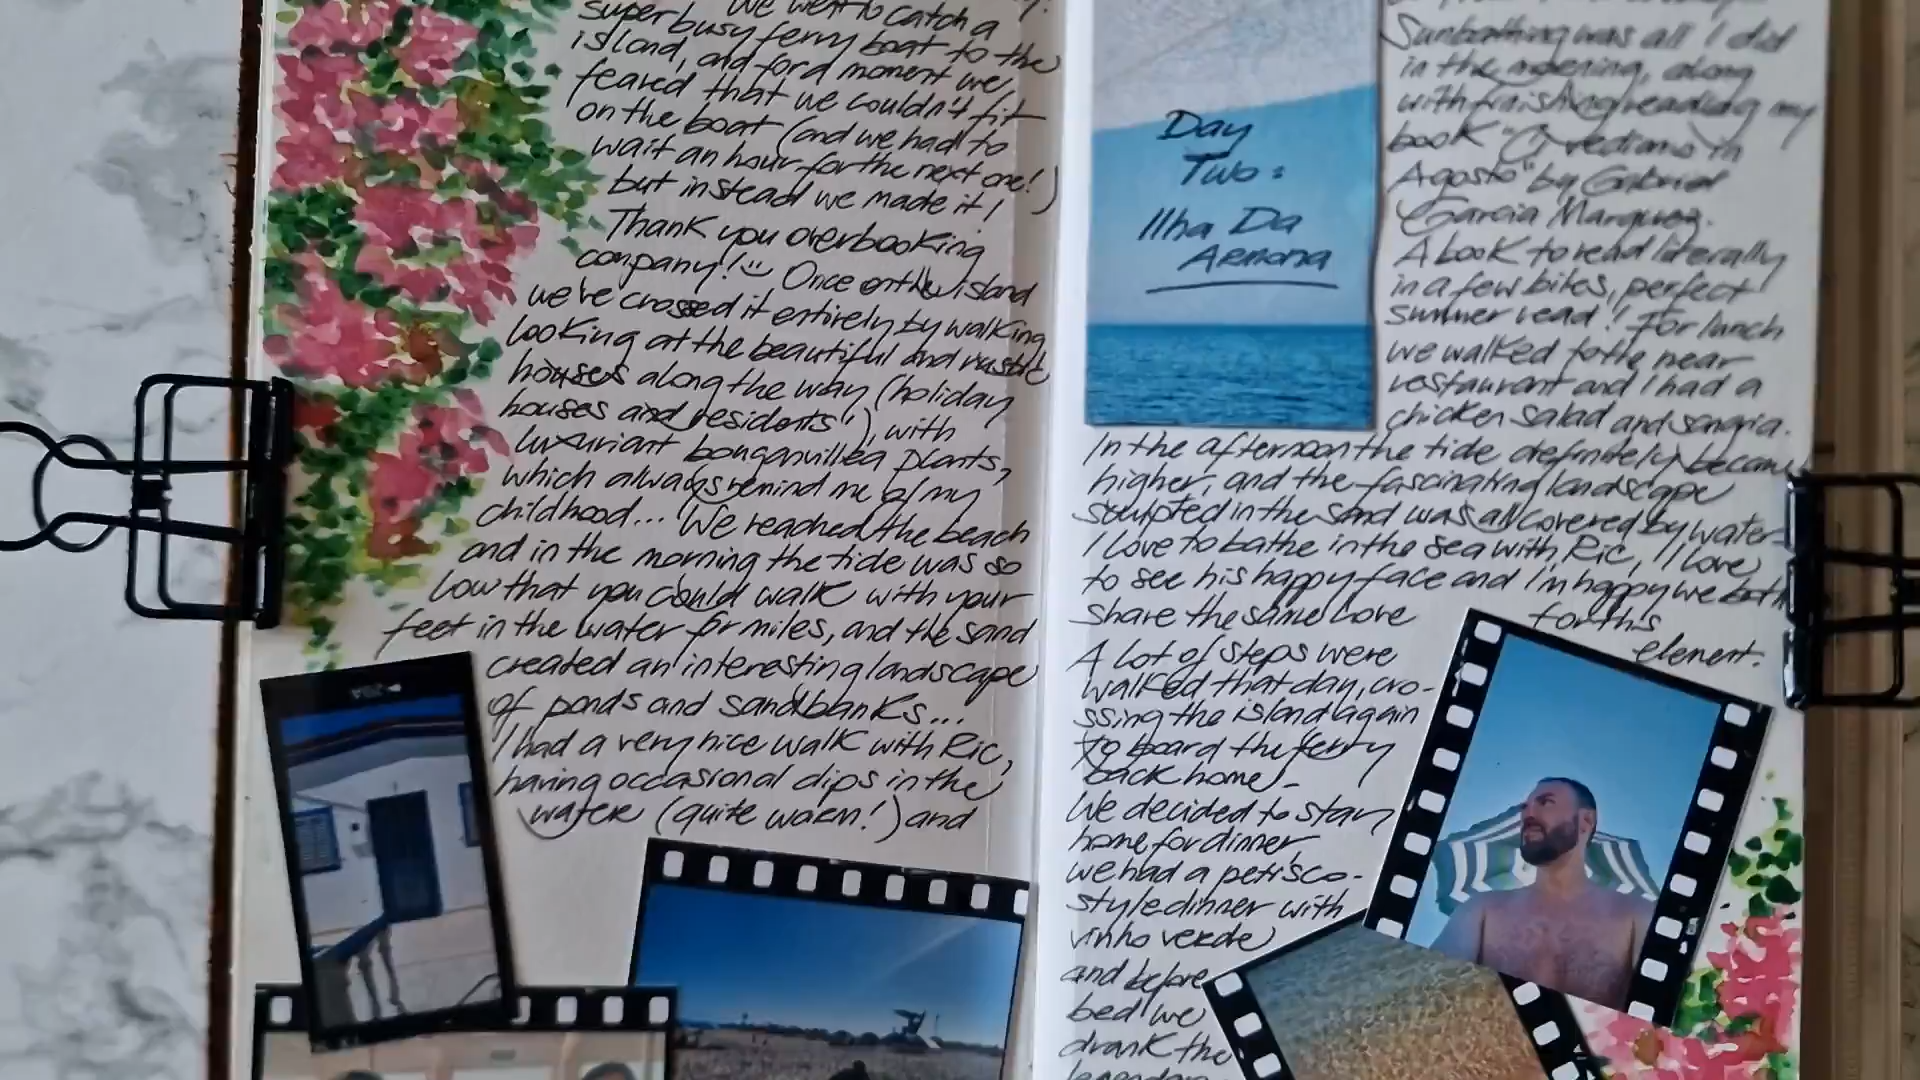 We went to catch a
super busy ferry boat to the
island, and for a moment we
feared that we couldn't fit
on the boat (and we had to
wait an hour for the next one!)
but instead we made it!
Thank you overbooking
company! Once on the island
we've crossed it entirely by walking
looking at the beautiful and rustic
houses along the way (holiday
houses and residents'), with
luxuriant bouganvillea plants,
which always remind me of my
childhood... We reached the beach
and in the morning the tide was so
low that you could walk with your
feet in the water for miles, and the sand
created an interesting landscape
of ponds and sandbanks...
I had a very nice walk with Ric,
having occasional dips in the
water (quite warm!) and
Day
Two:
Ilha Da
Armona
Sunbathing was all I did
in the morning, along
with finishing reading my
book "Ci vediamo in
Agosto" by Gabriel
Garcia Marquez.
A book to read literally
in a few bites, perfect
summer read! For lunch
we walked to the near
restaurant and I had a
chicken salad and sangria.
In the afternoon the tide definitely became
higher, and the fascinating landscape
sculpted in the sand was all covered by water.
I love to bathe in the sea with Ric, I love
to see his happy face and I'm happy we both
share the same love for this
element.
A lot of steps were
walked that day, cro-
ssing the island again
to board the ferry
back home.
We decided to stay
home for dinner
we had a petisco-
style dinner with
vinho verde
and before
bed we
drank the
legendary